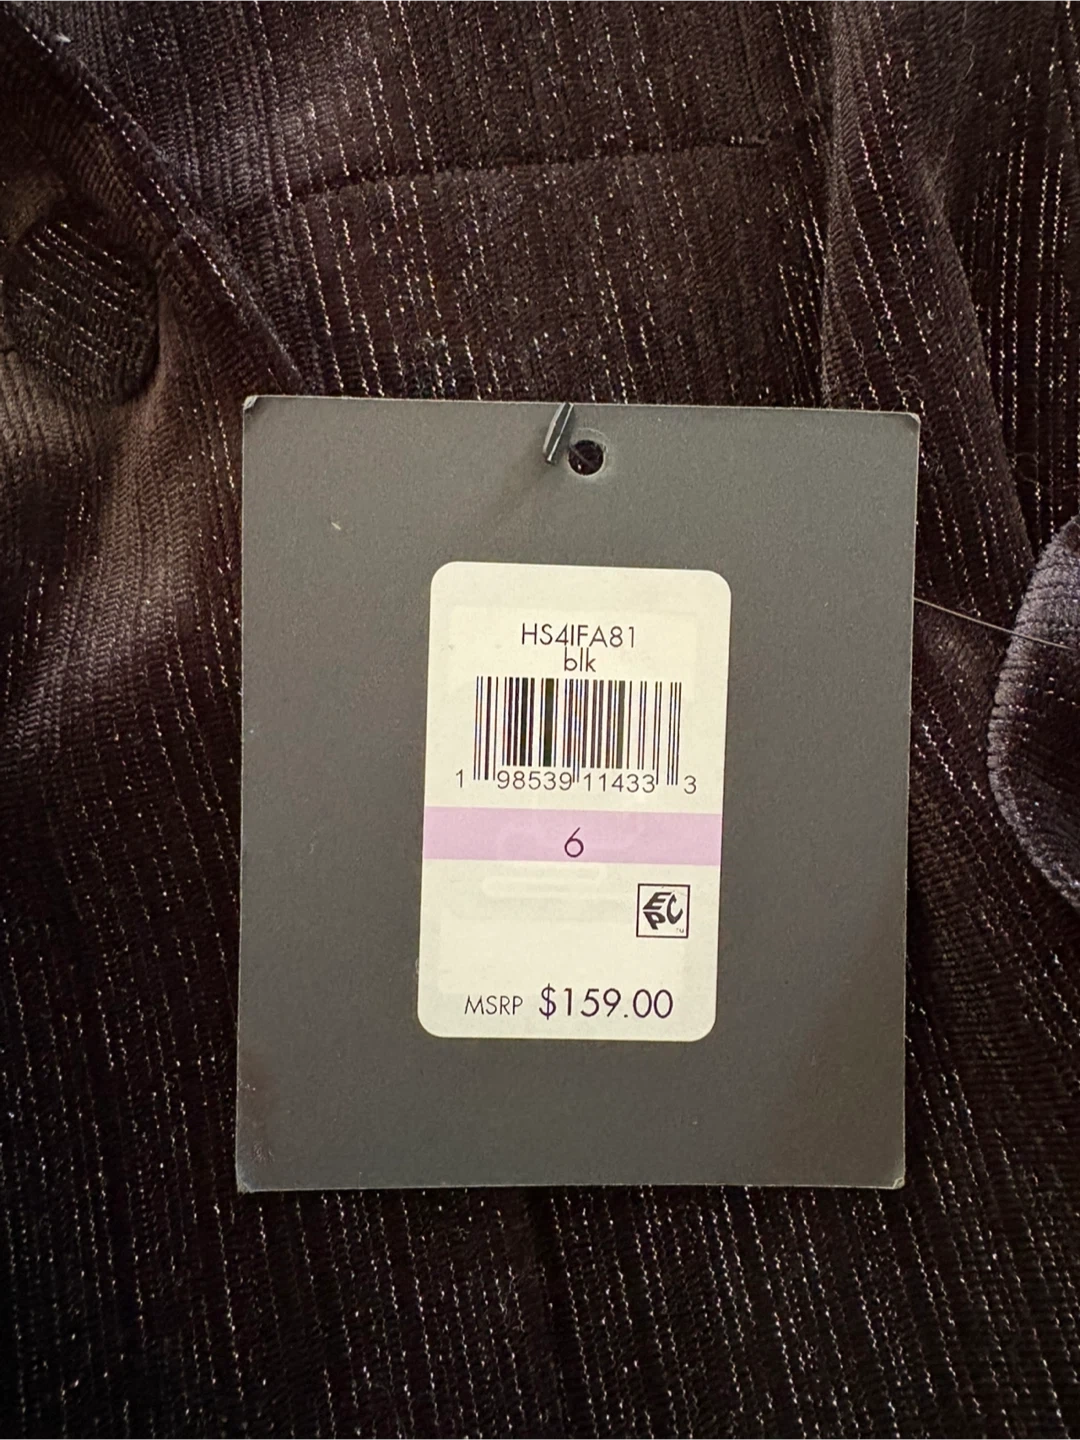 HS4IFA81
blk
1 98539 11433 3
6
EPC
MSRP $159.00